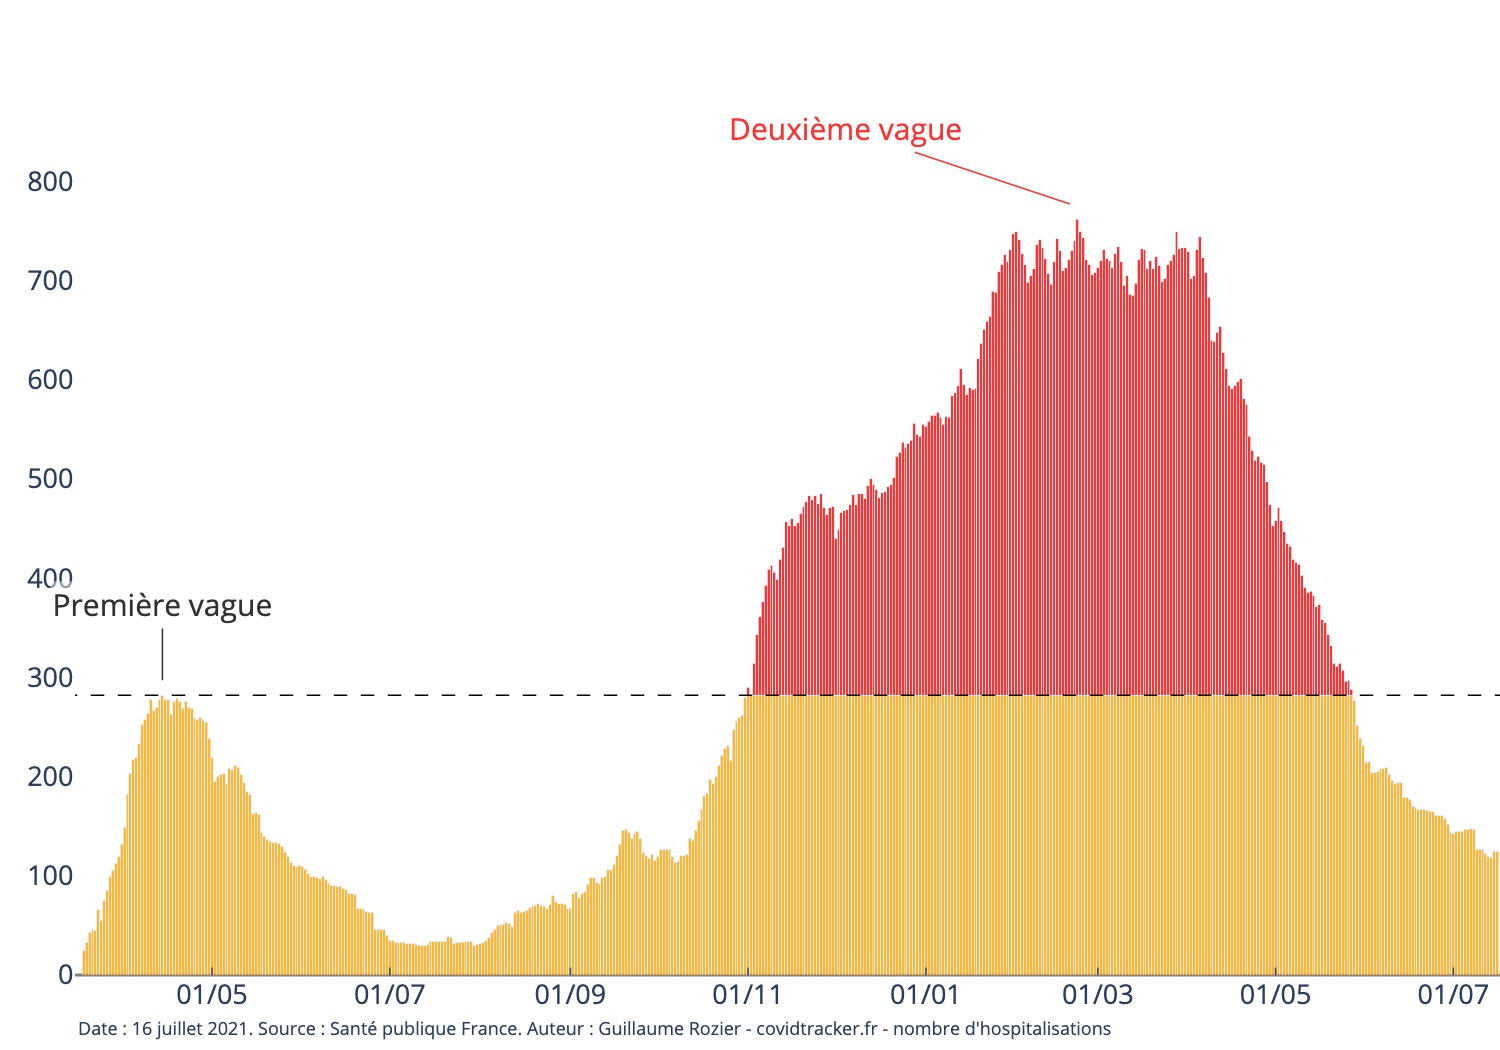 Deuxième vague
800
700
600
500
400
Première vague
300
200
100
0
01/05 01/07 01/09 01/11 01/01 01/03 01/05 01/07
Date : 16 juillet 2021. Source : Santé publique France. Auteur : Guillaume Rozier - covidtracker.fr - nombre d'hospitalisations